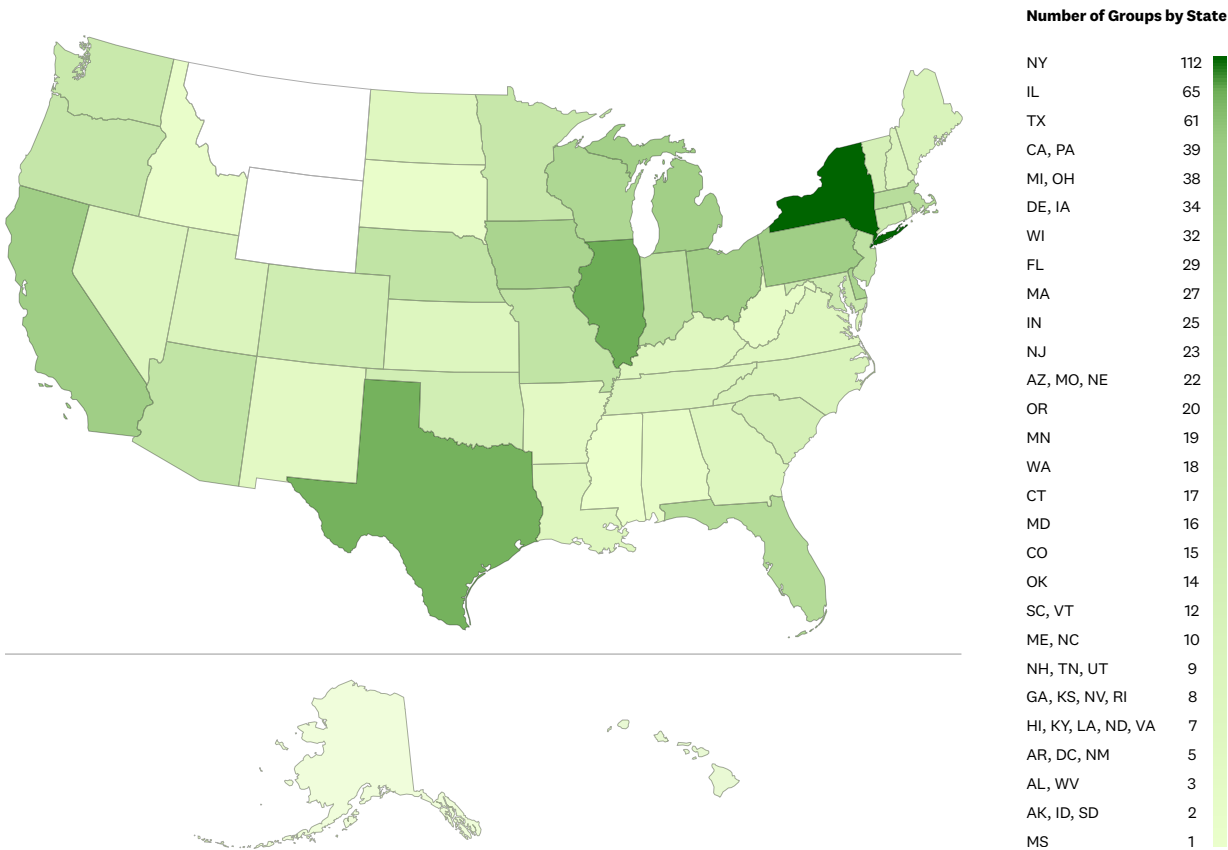 Number of Groups by State
NY 112
IL 65
TX 61
CA, PA 39
MI, OH 38
DE, IA 34
WI 32
FL 29
MA 27
IN 25
NJ 23
AZ, MO, NE 22
OR 20
MN 19
WA 18
CT 17
MD 16
CO 15
OK 14
SC, VT 12
ME, NC 10
NH, TN, UT 9
GA, KS, NV, RI 8
HI, KY, LA, ND, VA 7
AR, DC, NM 5
AL, WV 3
AK, ID, SD 2
MS 1